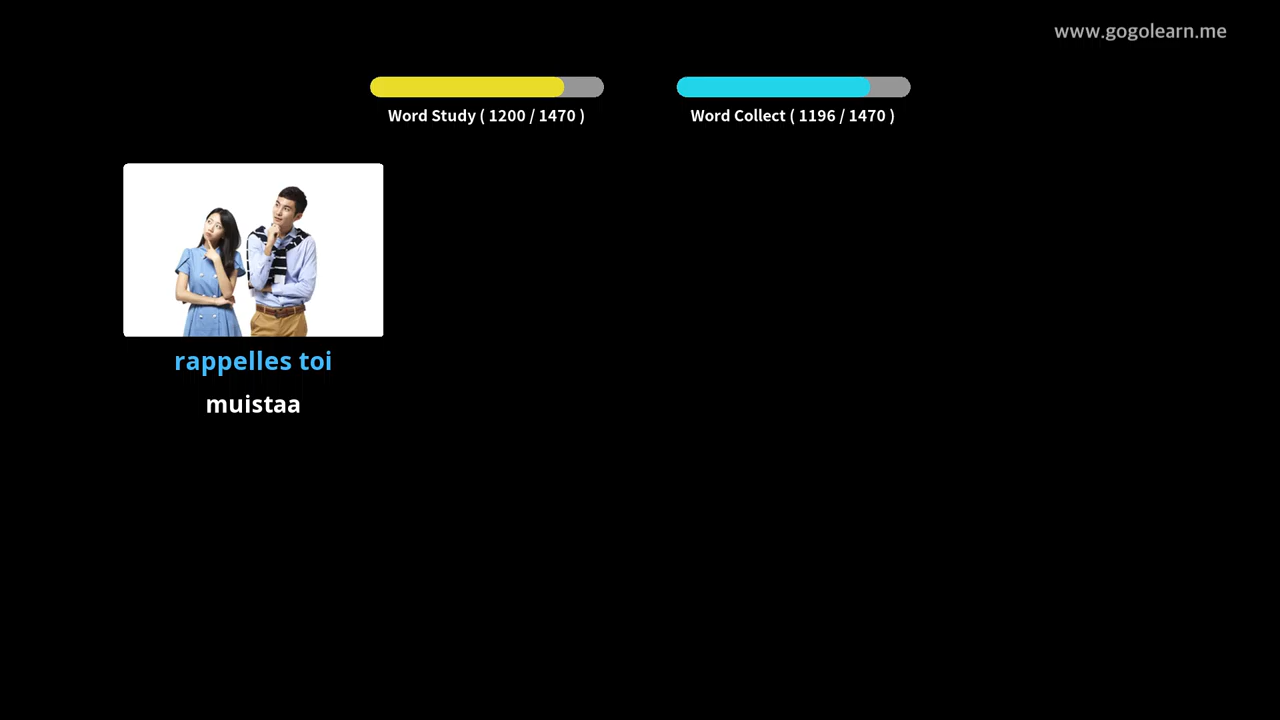 www.gogolearn.me
Word Study ( 1200 / 1470 )
Word Collect ( 1196 / 1470 )
rappelles toi
muistaa